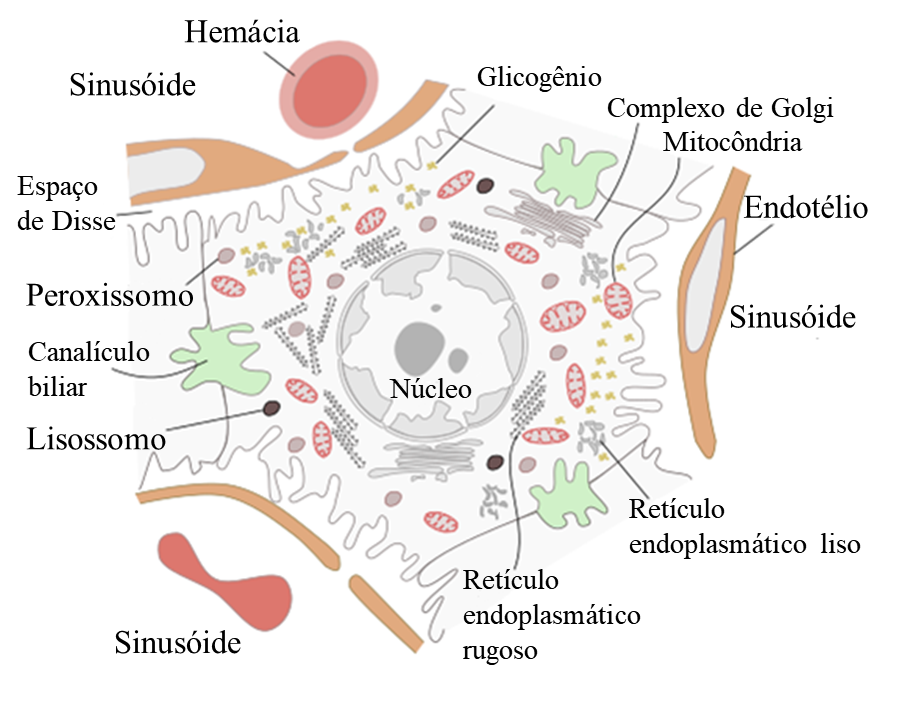 Hemácia
Sinusóide
Glicogênio
Complexo de Golgi
Mitocôndria
Espaço
de Disse
Endotélio
Peroxissomo
Sinusóide
Canalículo
biliar
Núcleo
Lisossomo
Retículo
endoplasmático liso
Retículo
endoplasmático
rugoso
Sinusóide